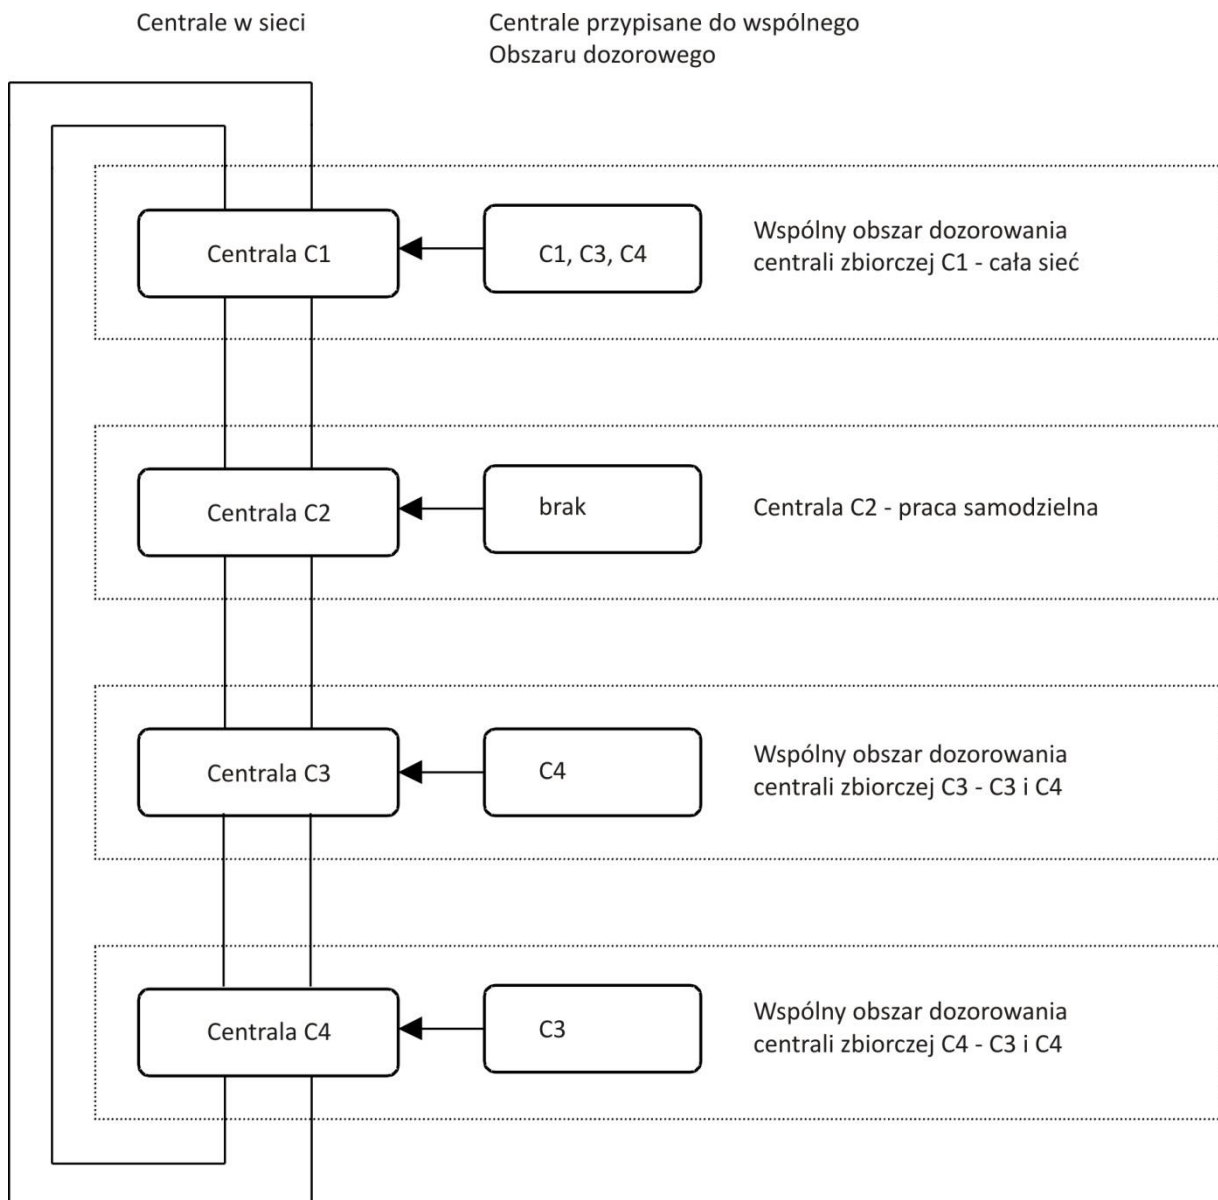 Centrale w sieci
Centrale przypisane do wspólnego
Obszaru dozorowego
Centrala C1
C1, C3, C4
Wspólny obszar dozorowania
centrali zbiorczej C1 - cała sieć
Centrala C2
brak
Centrala C2 - praca samodzielna
Centrala C3
C4
Wspólny obszar dozorowania
centrali zbiorczej C3 - C3 i C4
Centrala C4
C3
Wspólny obszar dozorowania
centrali zbiorczej C4 - C3 i C4